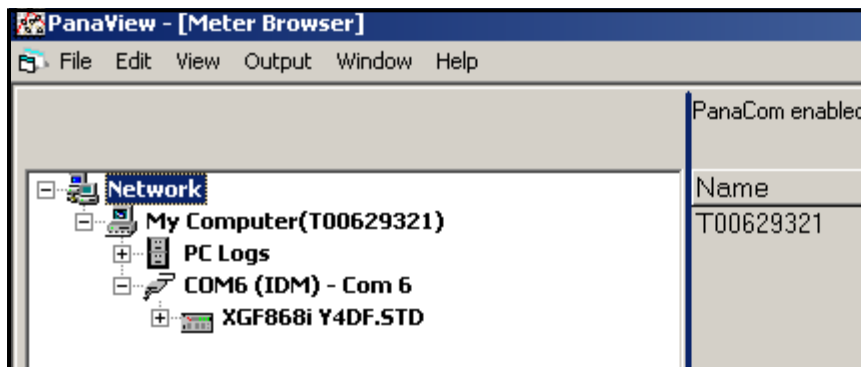 PanaView - [Meter Browser]
File Edit View Output Window Help
PanaCom enabled
Network
Name
My Computer(T00629321)
T00629321
PC Logs
COM6 (IDM) - Com 6
XGF868i Y4DF.STD